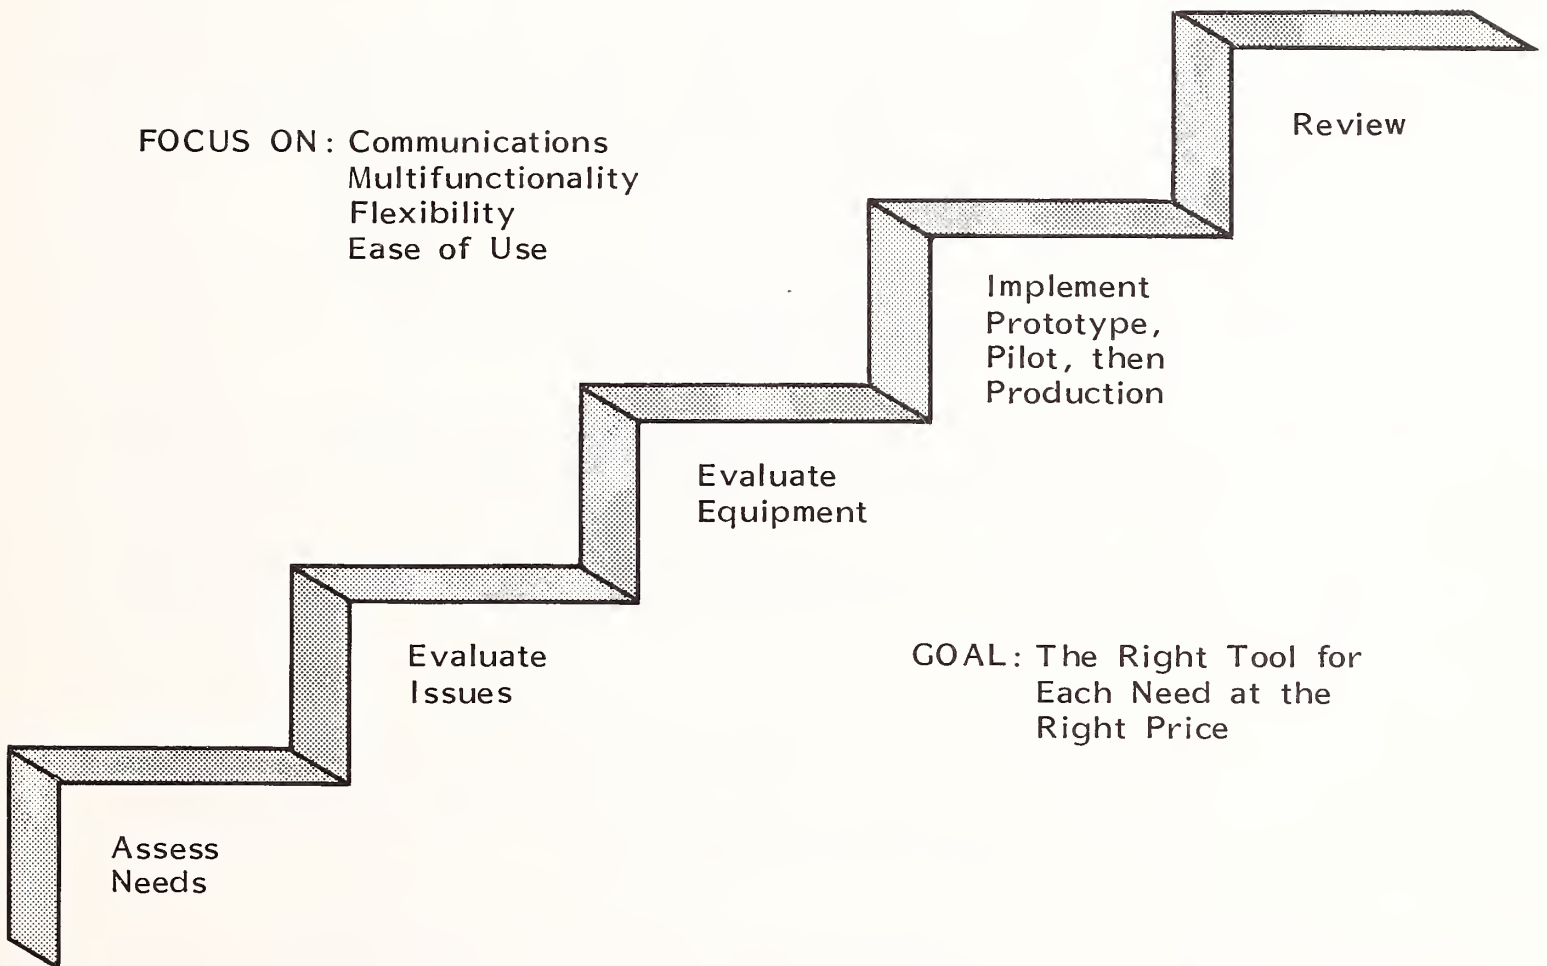 FOCUS ON: Communications
Multifunctionality
Flexibility
Ease of Use
Review
Implement
Prototype,
Pilot, then
Production
Evaluate
Equipment
Evaluate
Issues
GOAL: The Right Tool for
Each Need at the
Right Price
Assess
Needs